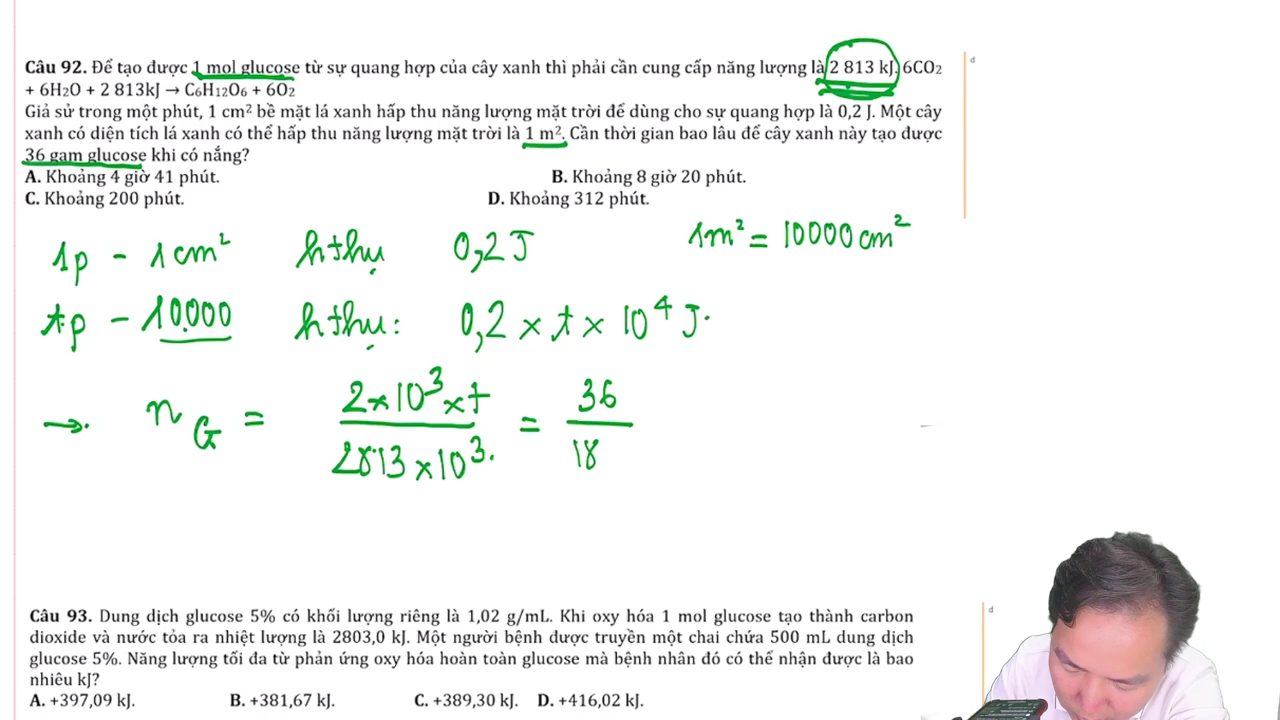 Câu 92. Để tạo được 1 mol glucose từ sự quang hợp của cây xanh thì phải cần cung cấp năng lượng là 2 813 kJ. 6CO₂
+ 6H₂O + 2 813kJ → C₆H₁₂O₆ + 6O₂
Giả sử trong một phút, 1 cm² bề mặt lá xanh hấp thu năng lượng mặt trời để dùng cho sự quang hợp là 0,2 J. Một cây
xanh có diện tích lá xanh có thể hấp thu năng lượng mặt trời là 1 m². Cần thời gian bao lâu để cây xanh này tạo được
36 gam glucose khi có nắng?
A. Khoảng 4 giờ 41 phút. B. Khoảng 8 giờ 20 phút.
C. Khoảng 200 phút. D. Khoảng 312 phút.
d
1m² = 10000 cm²
1p - 1cm² h thụ 0,2J
t p - 10.000 h thụ: 0,2 × t × 10⁴ J.
→ n G = 2×10³×t / 2813×10³ = 36 / 18
Câu 93. Dung dịch glucose 5% có khối lượng riêng là 1,02 g/mL. Khi oxy hóa 1 mol glucose tạo thành carbon
dioxide và nước tỏa ra nhiệt lượng là 2803,0 kJ. Một người bệnh được truyền một chai chứa 500 mL dung dịch
glucose 5%. Năng lượng tối đa từ phản ứng oxy hóa hoàn toàn glucose mà bệnh nhân đó có thể nhận được là bao
nhiêu kJ?
A. +397,09 kJ. B. +381,67 kJ. C. +389,30 kJ. D. +416,02 kJ.
d